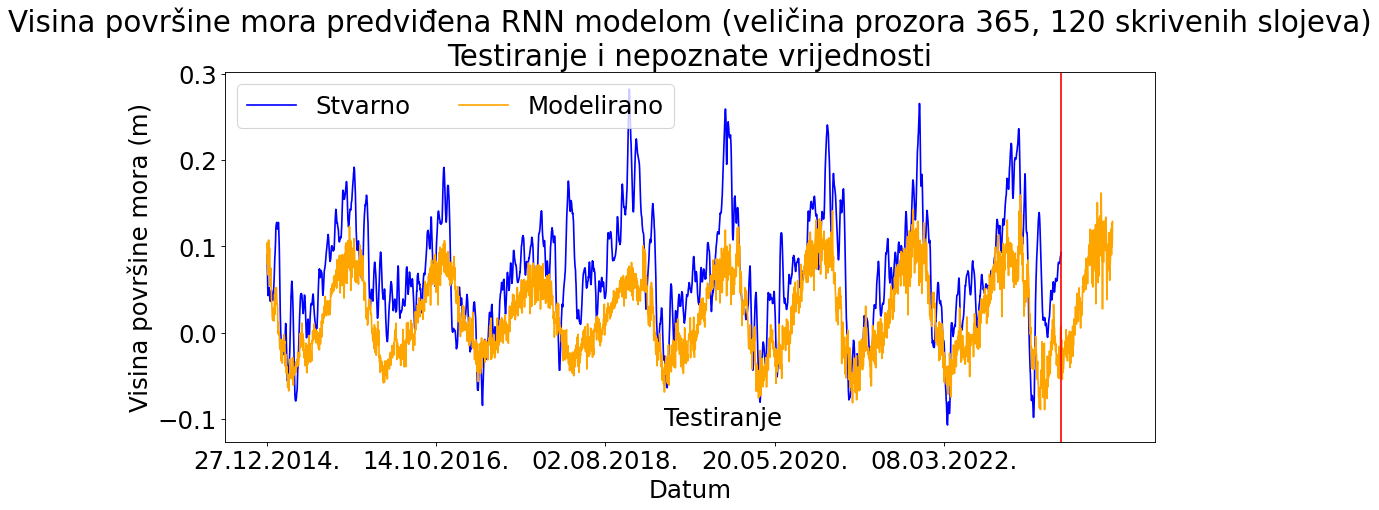 Visina površine mora predviđena RNN modelom (veličina prozora 365, 120 skrivenih slojeva)
Testiranje i nepoznate vrijednosti
Stvarno Modelirano
Visina površine mora (m)
0.3
0.2
0.1
0.0
−0.1
Testiranje
27.12.2014. 14.10.2016. 02.08.2018. 20.05.2020. 08.03.2022.
Datum